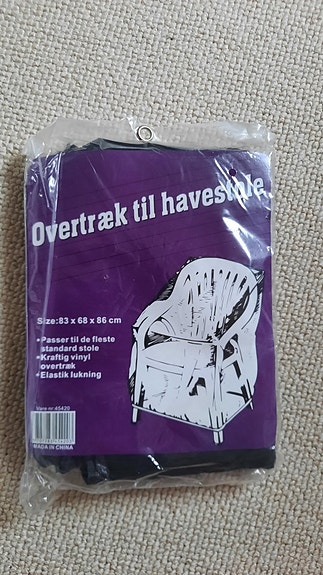 Overtræk til havestole
Size:83 x 68 x 86 cm
•Passer til de fleste
standard stole
•Kraftig vinyl
overtræk
•Elastik lukning
Vare nr.45420
MADE IN CHINA